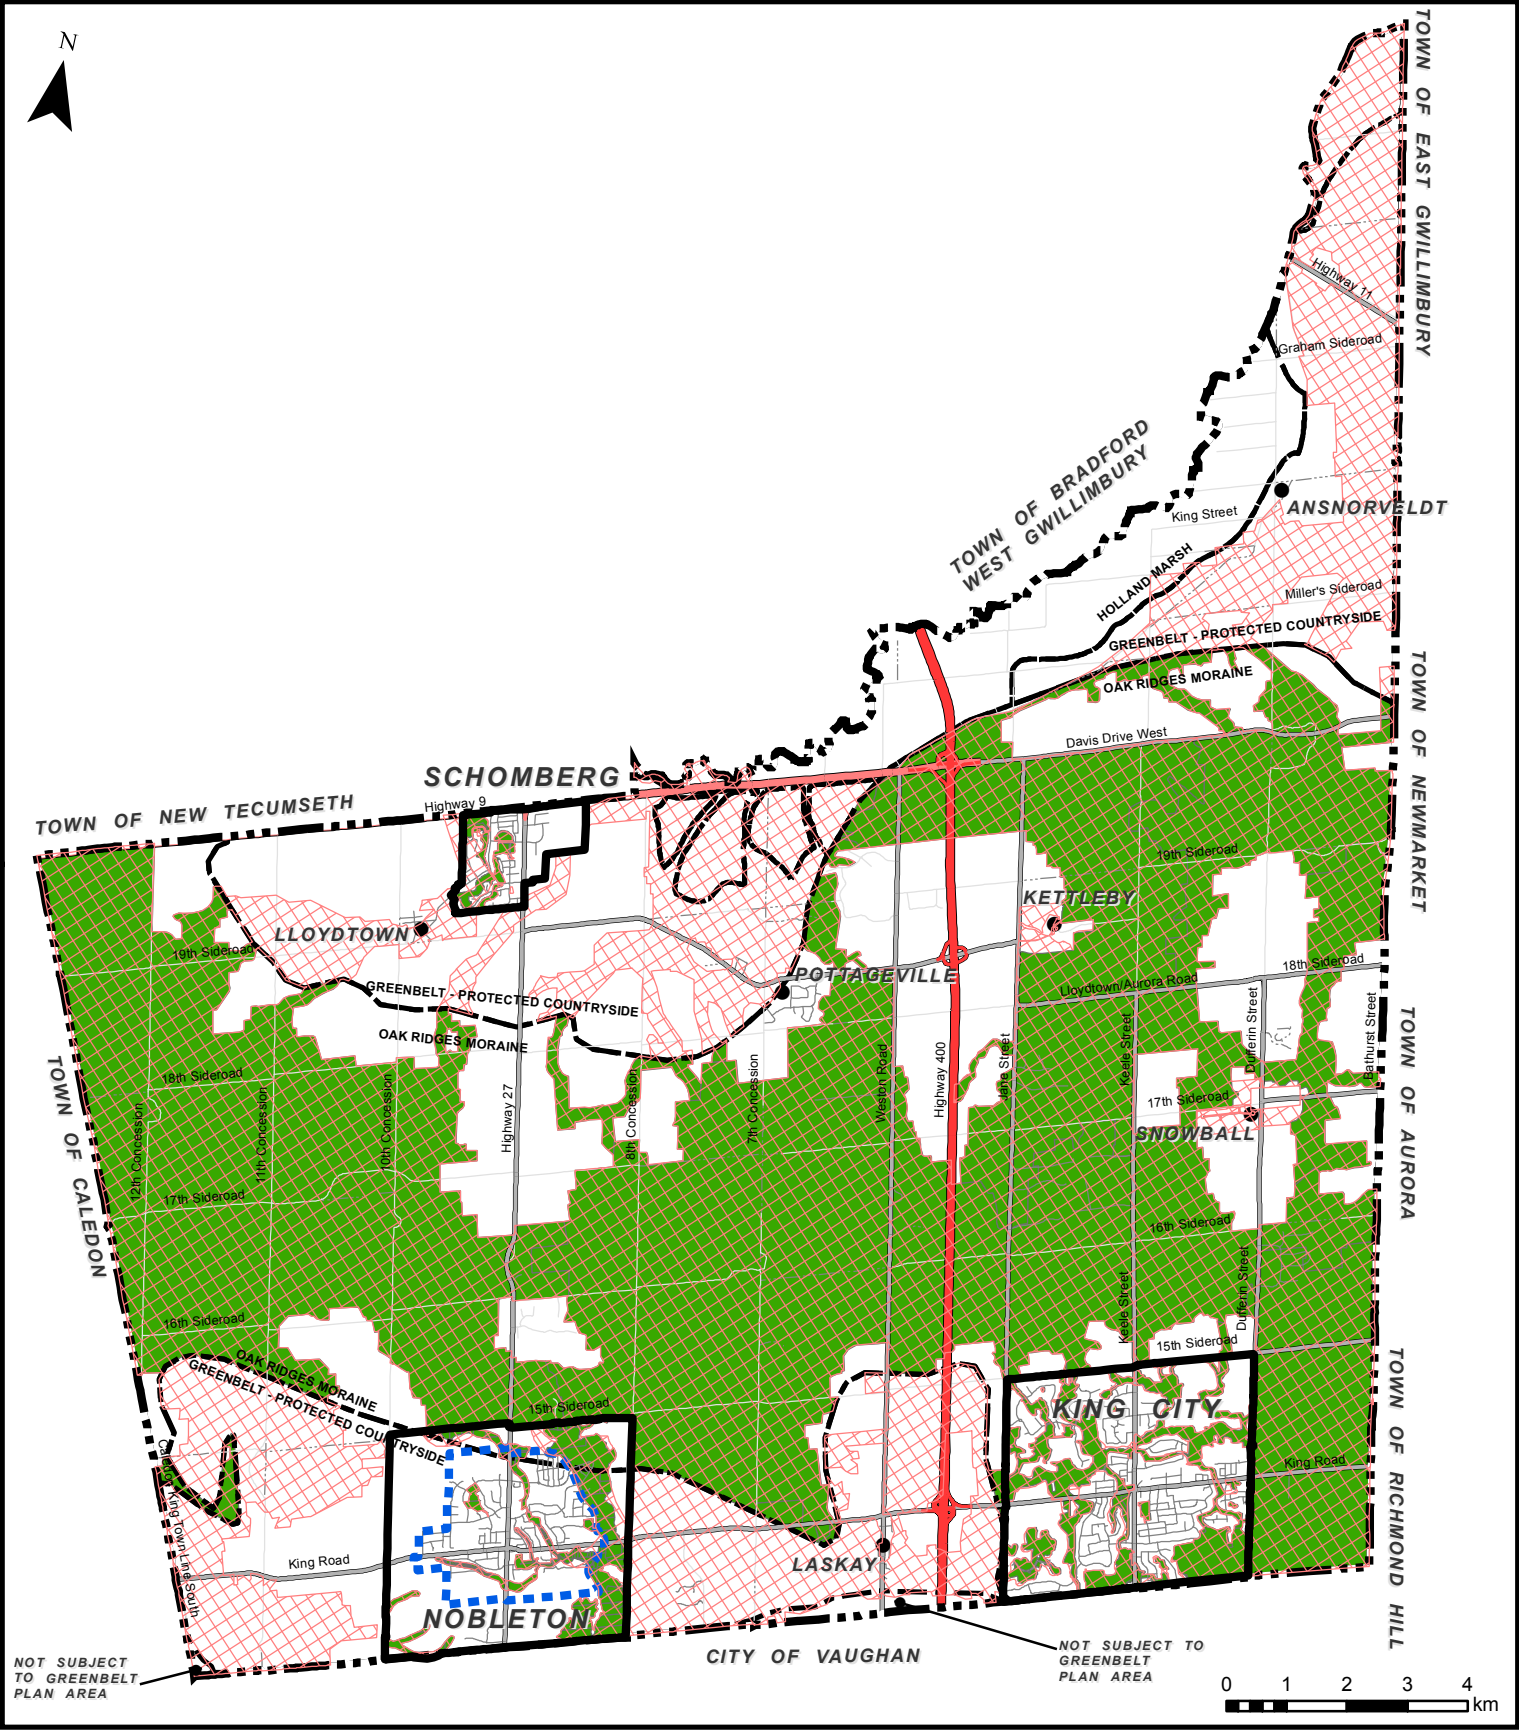 N
TOWN OF EAST GWILLIMBURY
Highway 11
Graham Sideroad
TOWN OF BRADFORD
WEST GWILLIMBURY
King Street
ANSNORVELDT
HOLLAND MARSH
Miller's Sideroad
GREENBELT - PROTECTED COUNTRYSIDE
OAK RIDGES MORAINE
TOWN OF NEWMARKET
Davis Drive West
SCHOMBERG
Highway 9
TOWN OF NEW TECUMSETH
19th Sideroad
KETTLEBY
LLOYDTOWN
19th Sideroad
POTTAGEVILLE
18th Sideroad
Lloydtown/Aurora Road
GREENBELT - PROTECTED COUNTRYSIDE
OAK RIDGES MORAINE
Dufferin Street
Bathurst Street
TOWN OF AURORA
Keele Street
Jane Street
Highway 400
Weston Road
7th Concession
8th Concession
Highway 27
10th Concession
11th Concession
12th Concession
18th Sideroad
TOWN OF CALEDON
17th Sideroad
SNOWBALL
17th Sideroad
16th Sideroad
Dufferin Street
Keele Street
16th Sideroad
15th Sideroad
OAK RIDGES MORAINE
GREENBELT - PROTECTED COUNTRYSIDE
15th Sideroad
KING CITY
TOWN OF RICHMOND HILL
King Road
Caledon King Town Line South
King Road
LASKAY
NOBLETON
CITY OF VAUGHAN
NOT SUBJECT TO
GREENBELT
PLAN AREA
NOT SUBJECT
TO GREENBELT
PLAN AREA
0 1 2 3 4
km